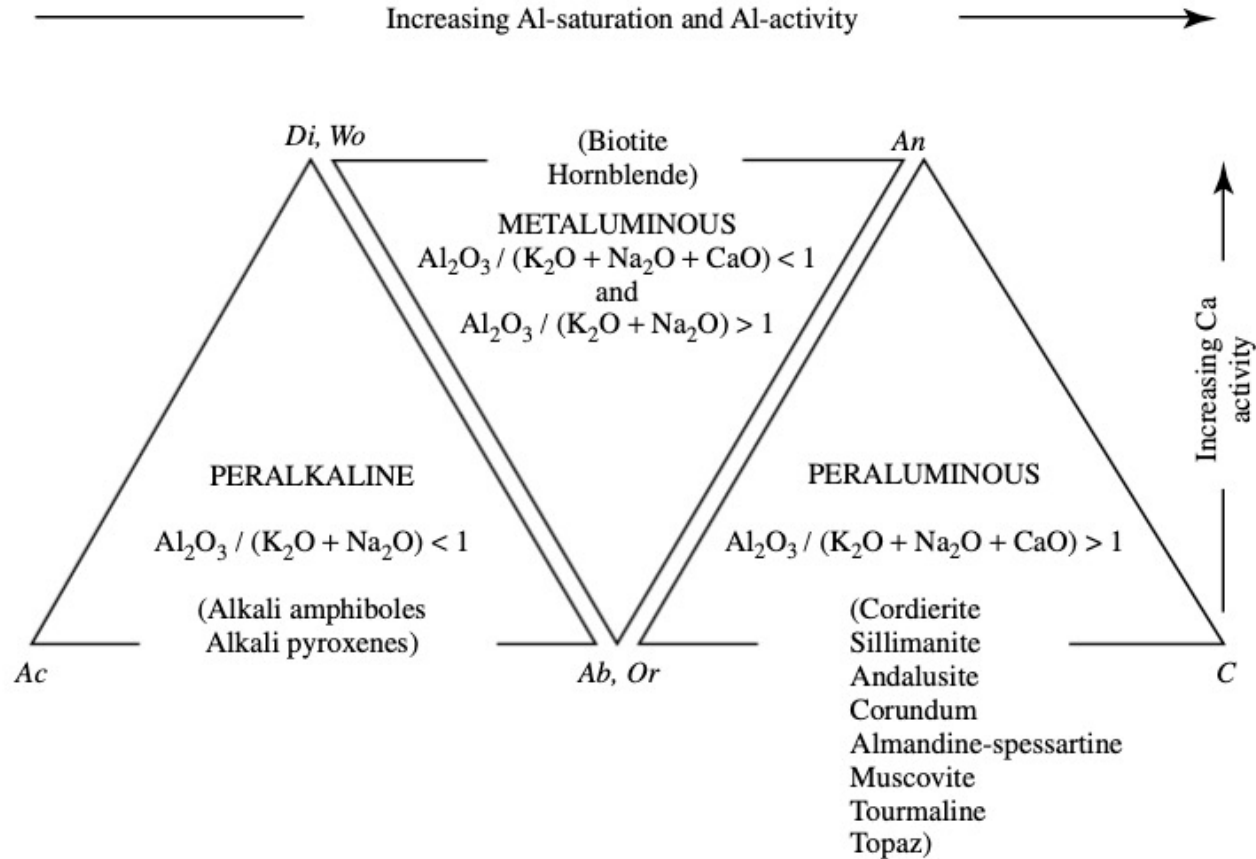 Increasing Al-saturation and Al-activity
Di, Wo
(Biotite
Hornblende)
An
METALUMINOUS
Al₂O₃ / (K₂O + Na₂O + CaO) < 1
and
Al₂O₃ / (K₂O + Na₂O) > 1
Increasing Ca
activity
PERALKALINE
Al₂O₃ / (K₂O + Na₂O) < 1
(Alkali amphiboles
Alkali pyroxenes)
PERALUMINOUS
Al₂O₃ / (K₂O + Na₂O + CaO) > 1
(Cordierite
Sillimanite
Andalusite
Corundum
Almandine-spessartine
Muscovite
Tourmaline
Topaz)
Ac
Ab, Or
C